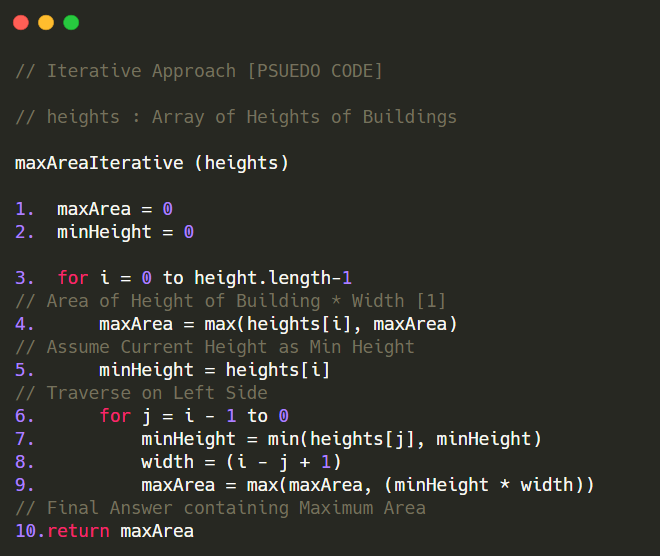 // Iterative Approach [PSUEDO CODE]
// heights : Array of Heights of Buildings
maxAreaIterative (heights)
1.  maxArea = 0
2.  minHeight = 0
3.  for i = 0 to height.length-1
// Area of Height of Building * Width [1]
4.      maxArea = max(heights[i], maxArea)
// Assume Current Height as Min Height
5.      minHeight = heights[i]
// Traverse on Left Side
6.      for j = i - 1 to 0
7.          minHeight = min(heights[j], minHeight)
8.          width = (i - j + 1)
9.          maxArea = max(maxArea, (minHeight * width))
// Final Answer containing Maximum Area
10.return maxArea